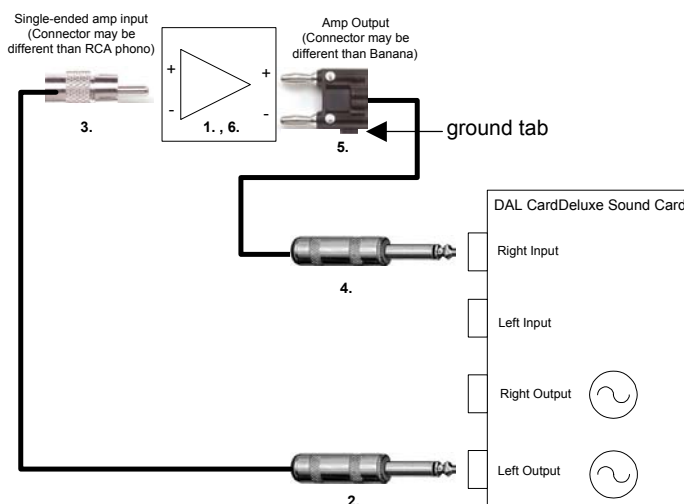 Single-ended amp input
(Connector may be
different than RCA phono)
Amp Output
(Connector may be
different than Banana)
+
-
+
-
3.
1. , 6.
5.
ground tab
DAL CardDeluxe Sound Card
Right Input
4.
Left Input
Right Output
Left Output
2.